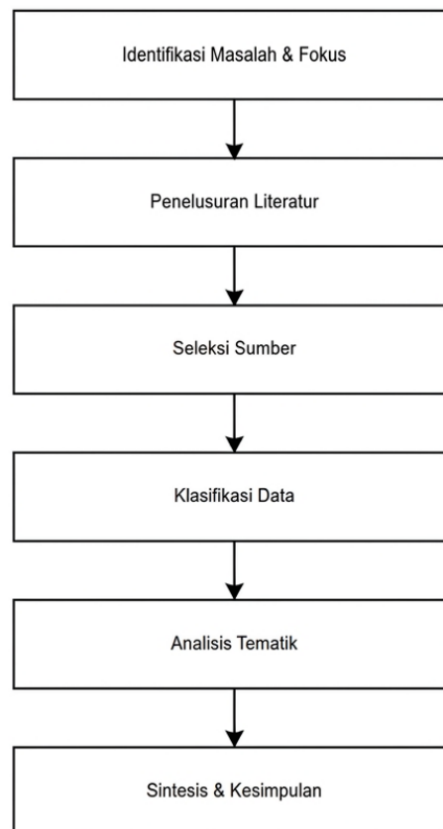 Identifikasi Masalah & Fokus
Penelusuran Literatur
Seleksi Sumber
Klasifikasi Data
Analisis Tematik
Sintesis & Kesimpulan